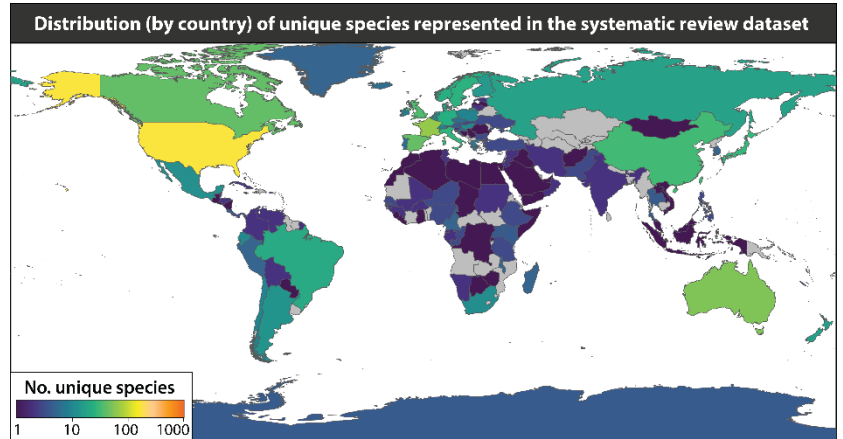 Distribution (by country) of unique species represented in the systematic review dataset
No. unique species
1 10 100 1000